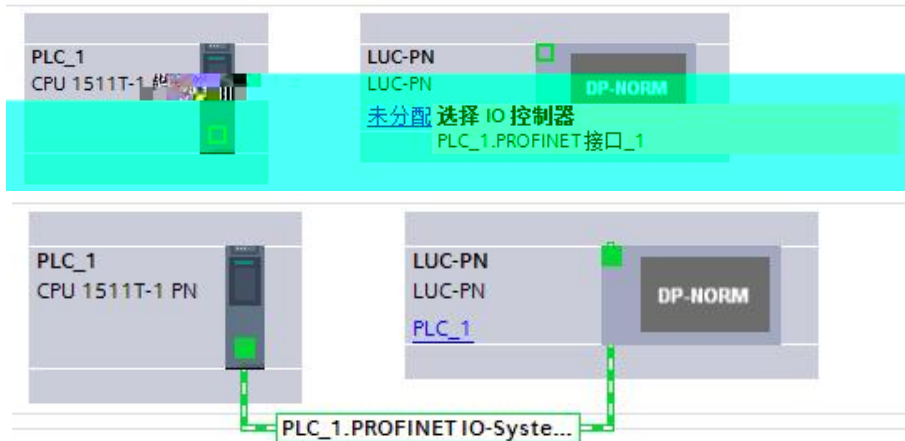 PLC_1
CPU 1511T-1
LUC-PN
LUC-PN
DP-NORM
未分配 选择 IO 控制器
PLC_1.PROFINET接口_1
PLC_1
CPU 1511T-1 PN
LUC-PN
LUC-PN
DP-NORM
PLC_1
PLC_1.PROFINET IO-Syste...